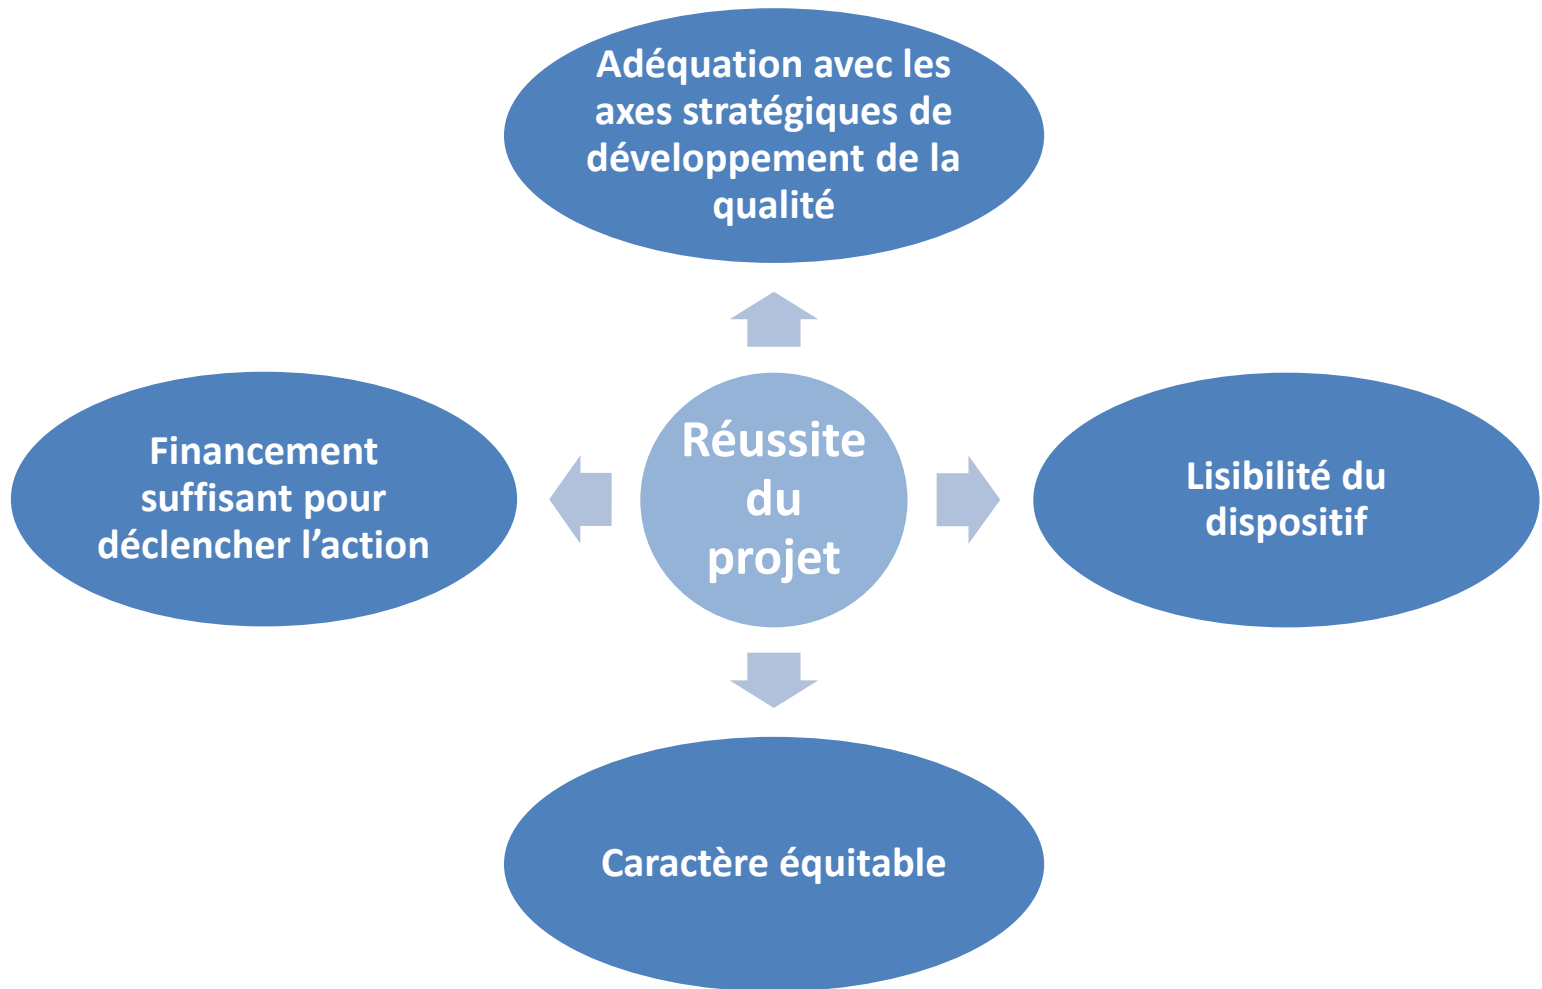 Adéquation avec les
axes stratégiques de
développement de la
qualité
Financement
suffisant pour
déclencher l’action
Réussite
du
projet
Lisibilité du
dispositif
Caractère équitable